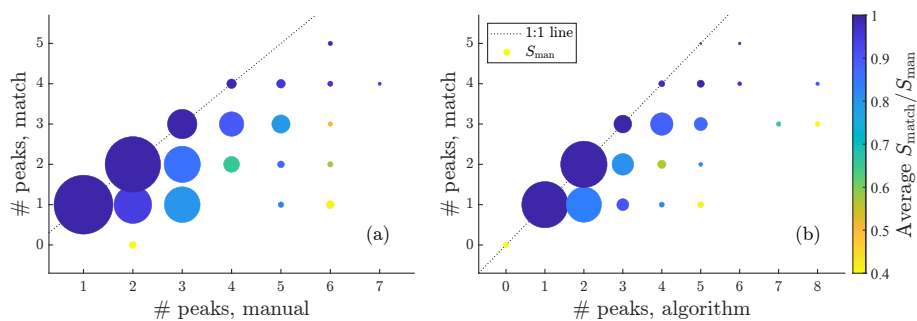 5
4
3
2
1
0
# peaks, match
(a)
1 2 3 4 5 6 7
# peaks, manual
1:1 line
S_man
5
4
3
2
1
0
# peaks, match
(b)
0 1 2 3 4 5 6 7 8
# peaks, algorithm
1
0.9
0.8
0.7
0.6
0.5
0.4
Average S_match/S_man